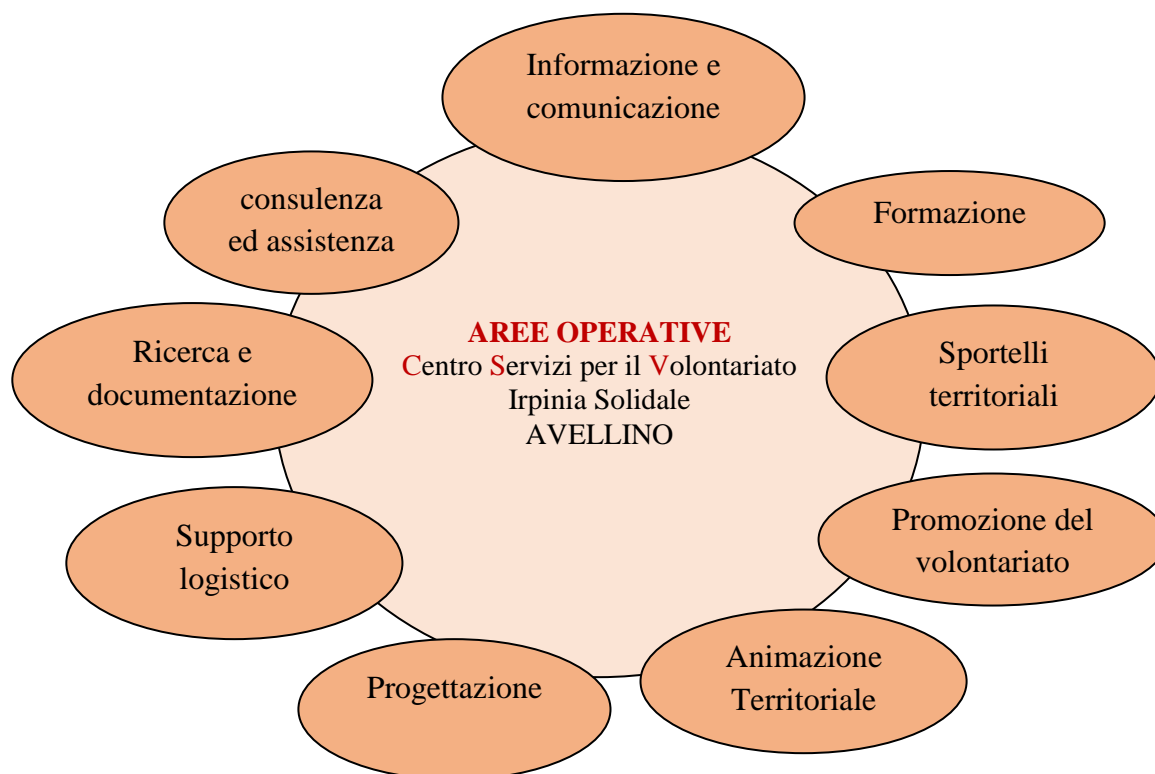 Informazione e
comunicazione
consulenza
ed assistenza
Formazione
AREE OPERATIVE
Centro Servizi per il Volontariato
Irpinia Solidale
AVELLINO
Ricerca e
documentazione
Sportelli
territoriali
Supporto
logistico
Promozione del
volontariato
Progettazione
Animazione
Territoriale